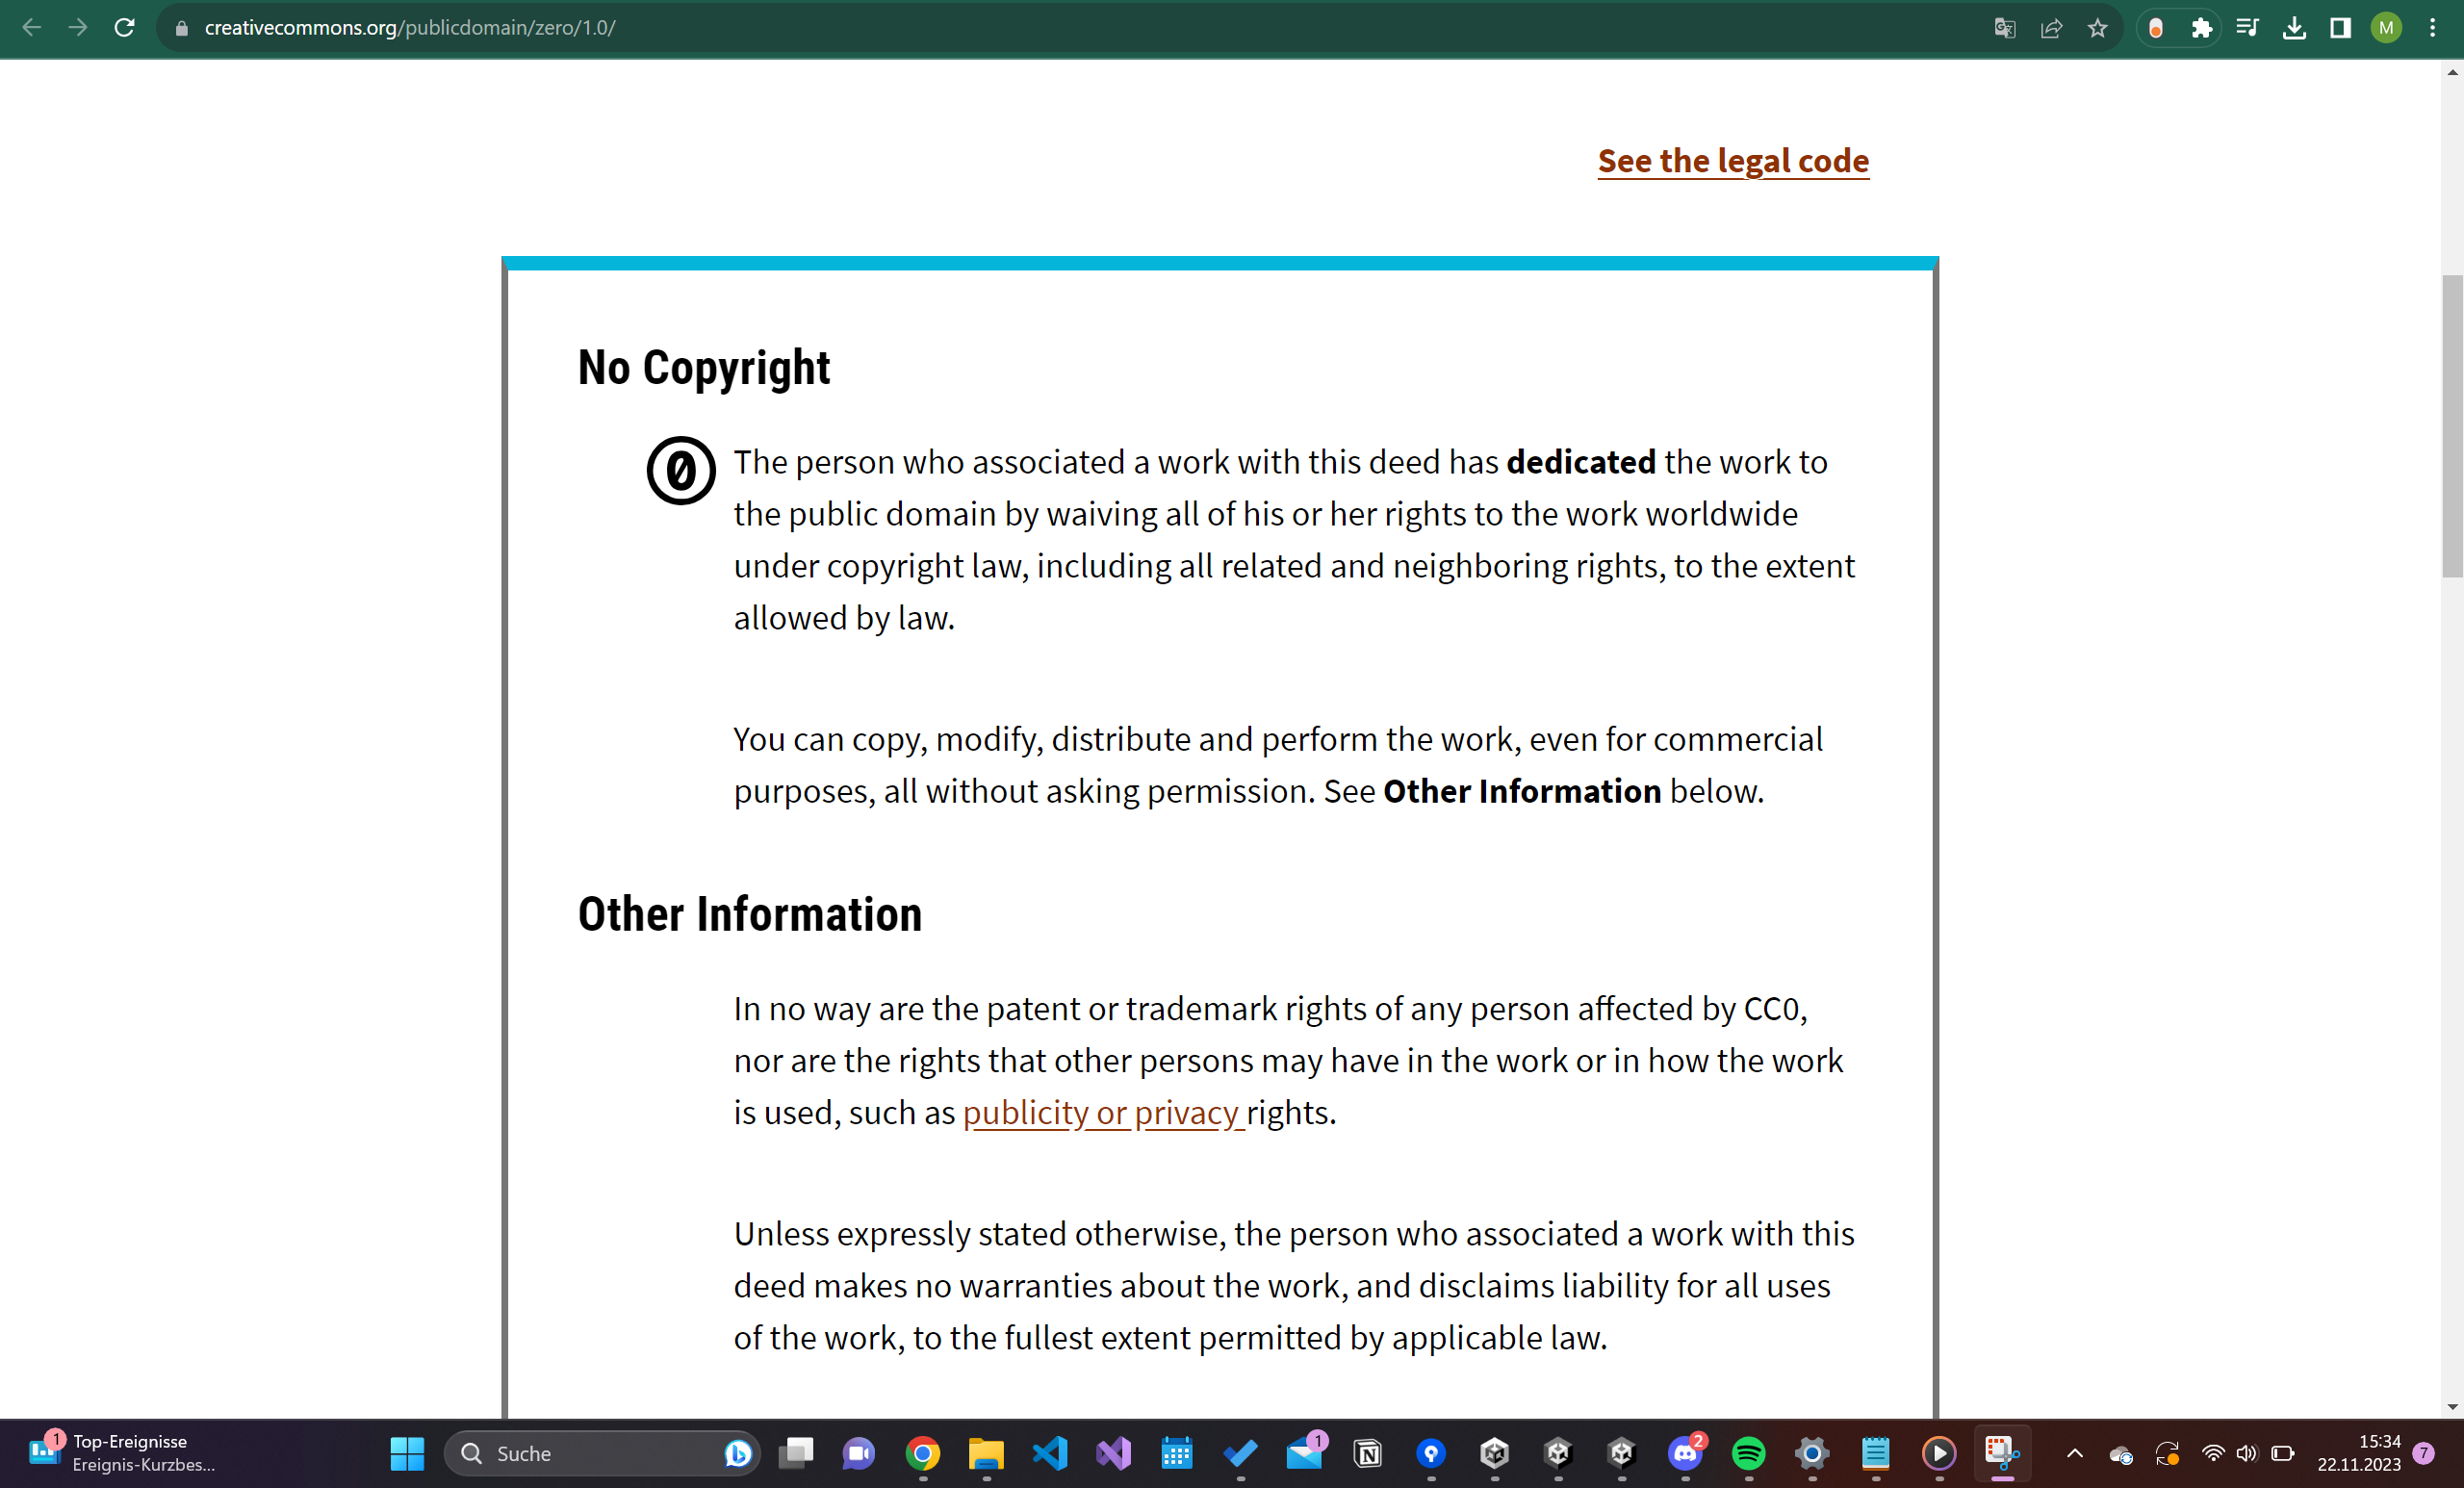 creativecommons.org/publicdomain/zero/1.0/
M
See the legal code
No Copyright
The person who associated a work with this deed has dedicated the work to
the public domain by waiving all of his or her rights to the work worldwide
under copyright law, including all related and neighboring rights, to the extent
allowed by law.
You can copy, modify, distribute and perform the work, even for commercial
purposes, all without asking permission. See Other Information below.
Other Information
In no way are the patent or trademark rights of any person affected by CC0,
nor are the rights that other persons may have in the work or in how the work
is used, such as publicity or privacy rights.
Unless expressly stated otherwise, the person who associated a work with this
deed makes no warranties about the work, and disclaims liability for all uses
of the work, to the fullest extent permitted by applicable law.
1
Top-Ereignisse
Ereignis-Kurzbes...
Suche
1
2
15:34
22.11.2023
7